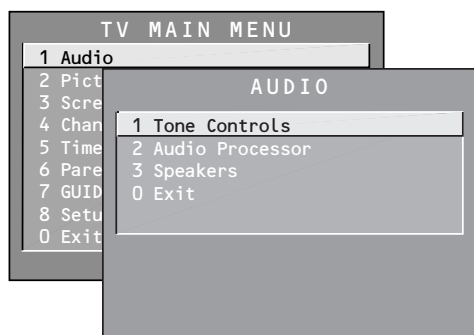 TV MAIN MENU
1 Audio
2 Pict
3 Scre
4 Chan
5 Time
6 Pare
7 GUID
8 Setu
0 Exit
AUDIO
1 Tone Controls
2 Audio Processor
3 Speakers
0 Exit